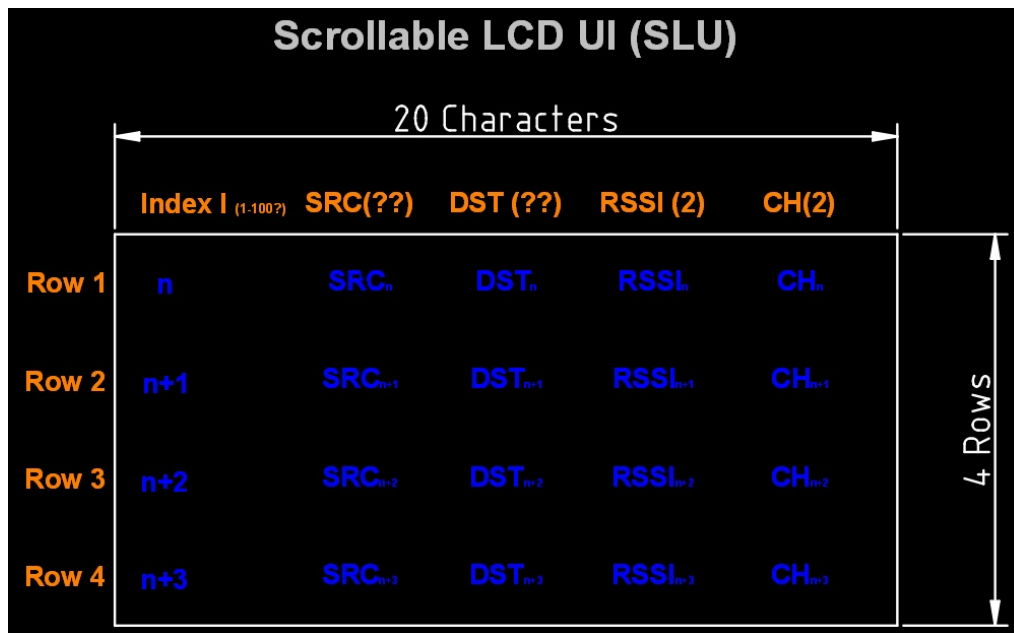 Scrollable LCD UI (SLU)
20 Characters
Index I (1-100?) SRC(??) DST (??) RSSI (2) CH(2)
Row 1 n SRCn DSTn RSSIn CHn
Row 2 n+1 SRCn+1 DSTn+1 RSSIn+1 CHn+1
Row 3 n+2 SRCn+2 DSTn+2 RSSIn+2 CHn+2
Row 4 n+3 SRCn+3 DSTn+3 RSSIn+3 CHn+3
4 Rows